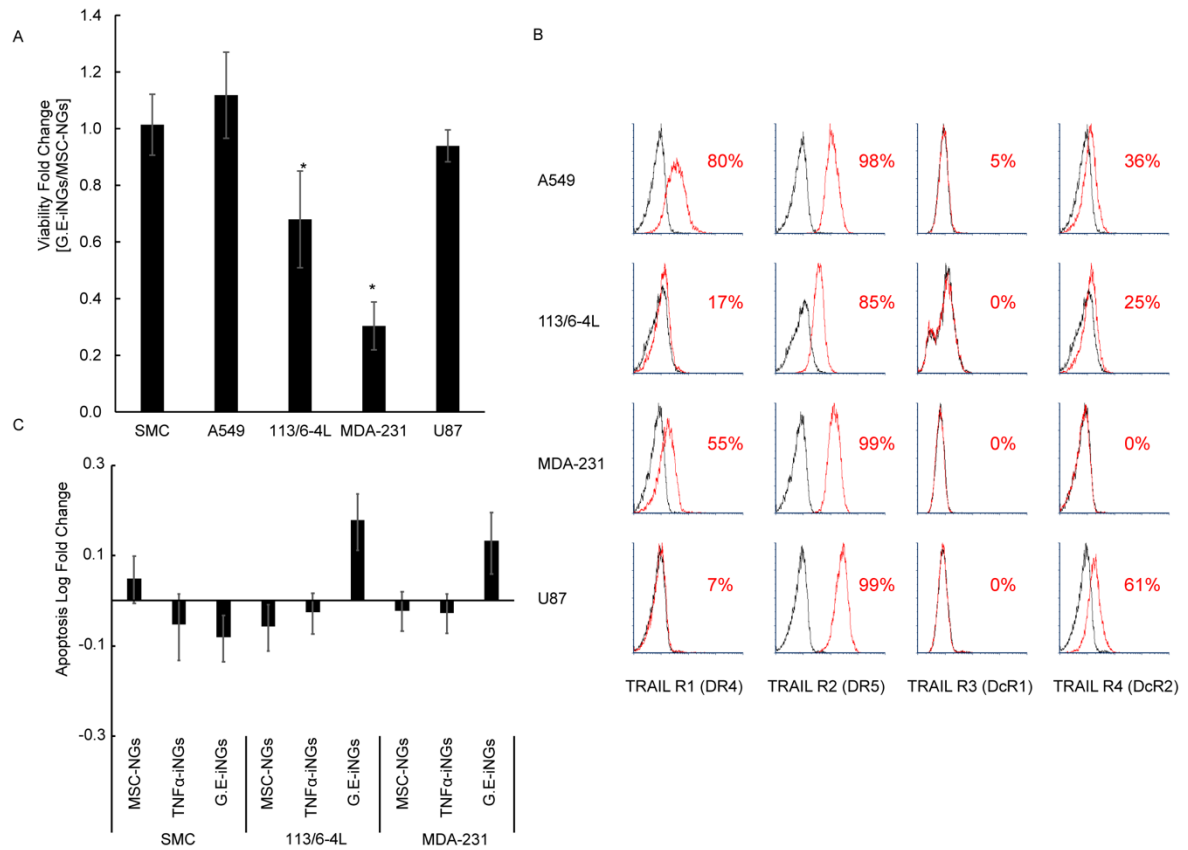 A
Viability Fold Change
[G.E-iNGs/MSC-NGs]
1.4
1.2
1.0
0.8
0.6
0.4
0.2
0.0
*
*
SMC A549 113/6-4L MDA-231 U87
B
A549 80% 98% 5% 36%
113/6-4L 17% 85% 0% 25%
MDA-231 55% 99% 0% 0%
U87 7% 99% 0% 61%
TRAIL R1 (DR4) TRAIL R2 (DR5) TRAIL R3 (DcR1) TRAIL R4 (DcR2)
C
Apoptosis Log Fold Change
0.3
0.1
-0.1
-0.3
MSC-NGs TNFα-iNGs G.E-iNGs MSC-NGs TNFα-iNGs G.E-iNGs MSC-NGs TNFα-iNGs G.E-iNGs
SMC 113/6-4L MDA-231